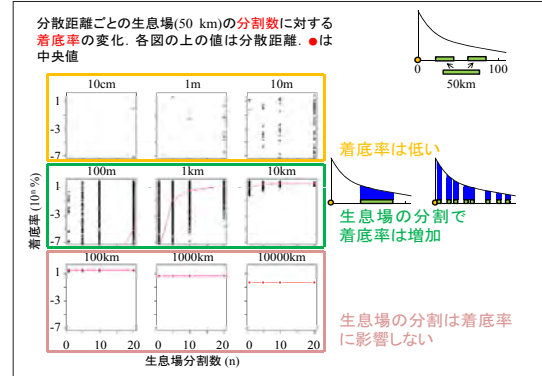 分散距離ごとの生息場(50 km)の分割数に対する
着底率の変化. 各図の上の値は分散距離. ●は
中央値
0
100
50km
10cm
1m
10m
1
-3
-7
着底率は低い
100m
1km
10km
1
-3
-7
着底率 (10ⁿ %)
生息場の分割で
着底率は増加
100km
1000km
10000km
1
-3
-7
生息場の分割は着底率
に影響しない
0 10 20 0 10 20 0 10 20
生息場分割数 (n)